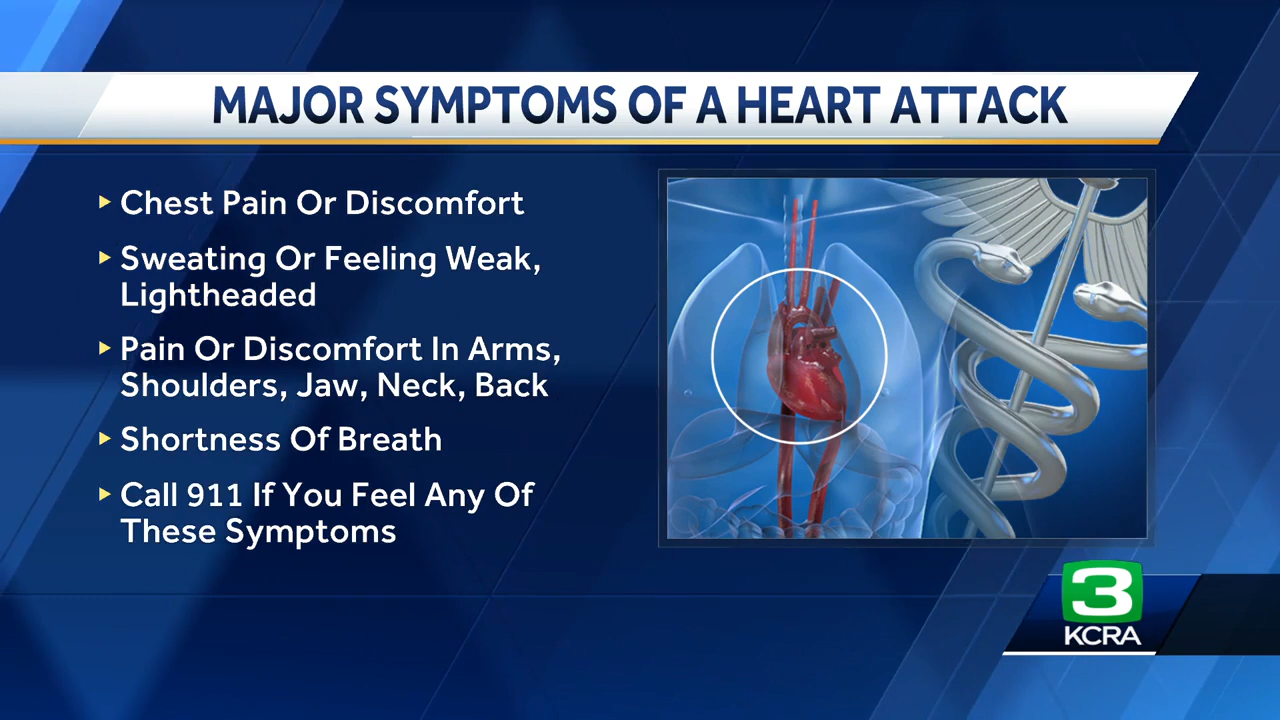 MAJOR SYMPTOMS OF A HEART ATTACK
Chest Pain Or Discomfort
Sweating Or Feeling Weak,
Lightheaded
Pain Or Discomfort In Arms,
Shoulders, Jaw, Neck, Back
Shortness Of Breath
Call 911 If You Feel Any Of
These Symptoms
3
KCRA